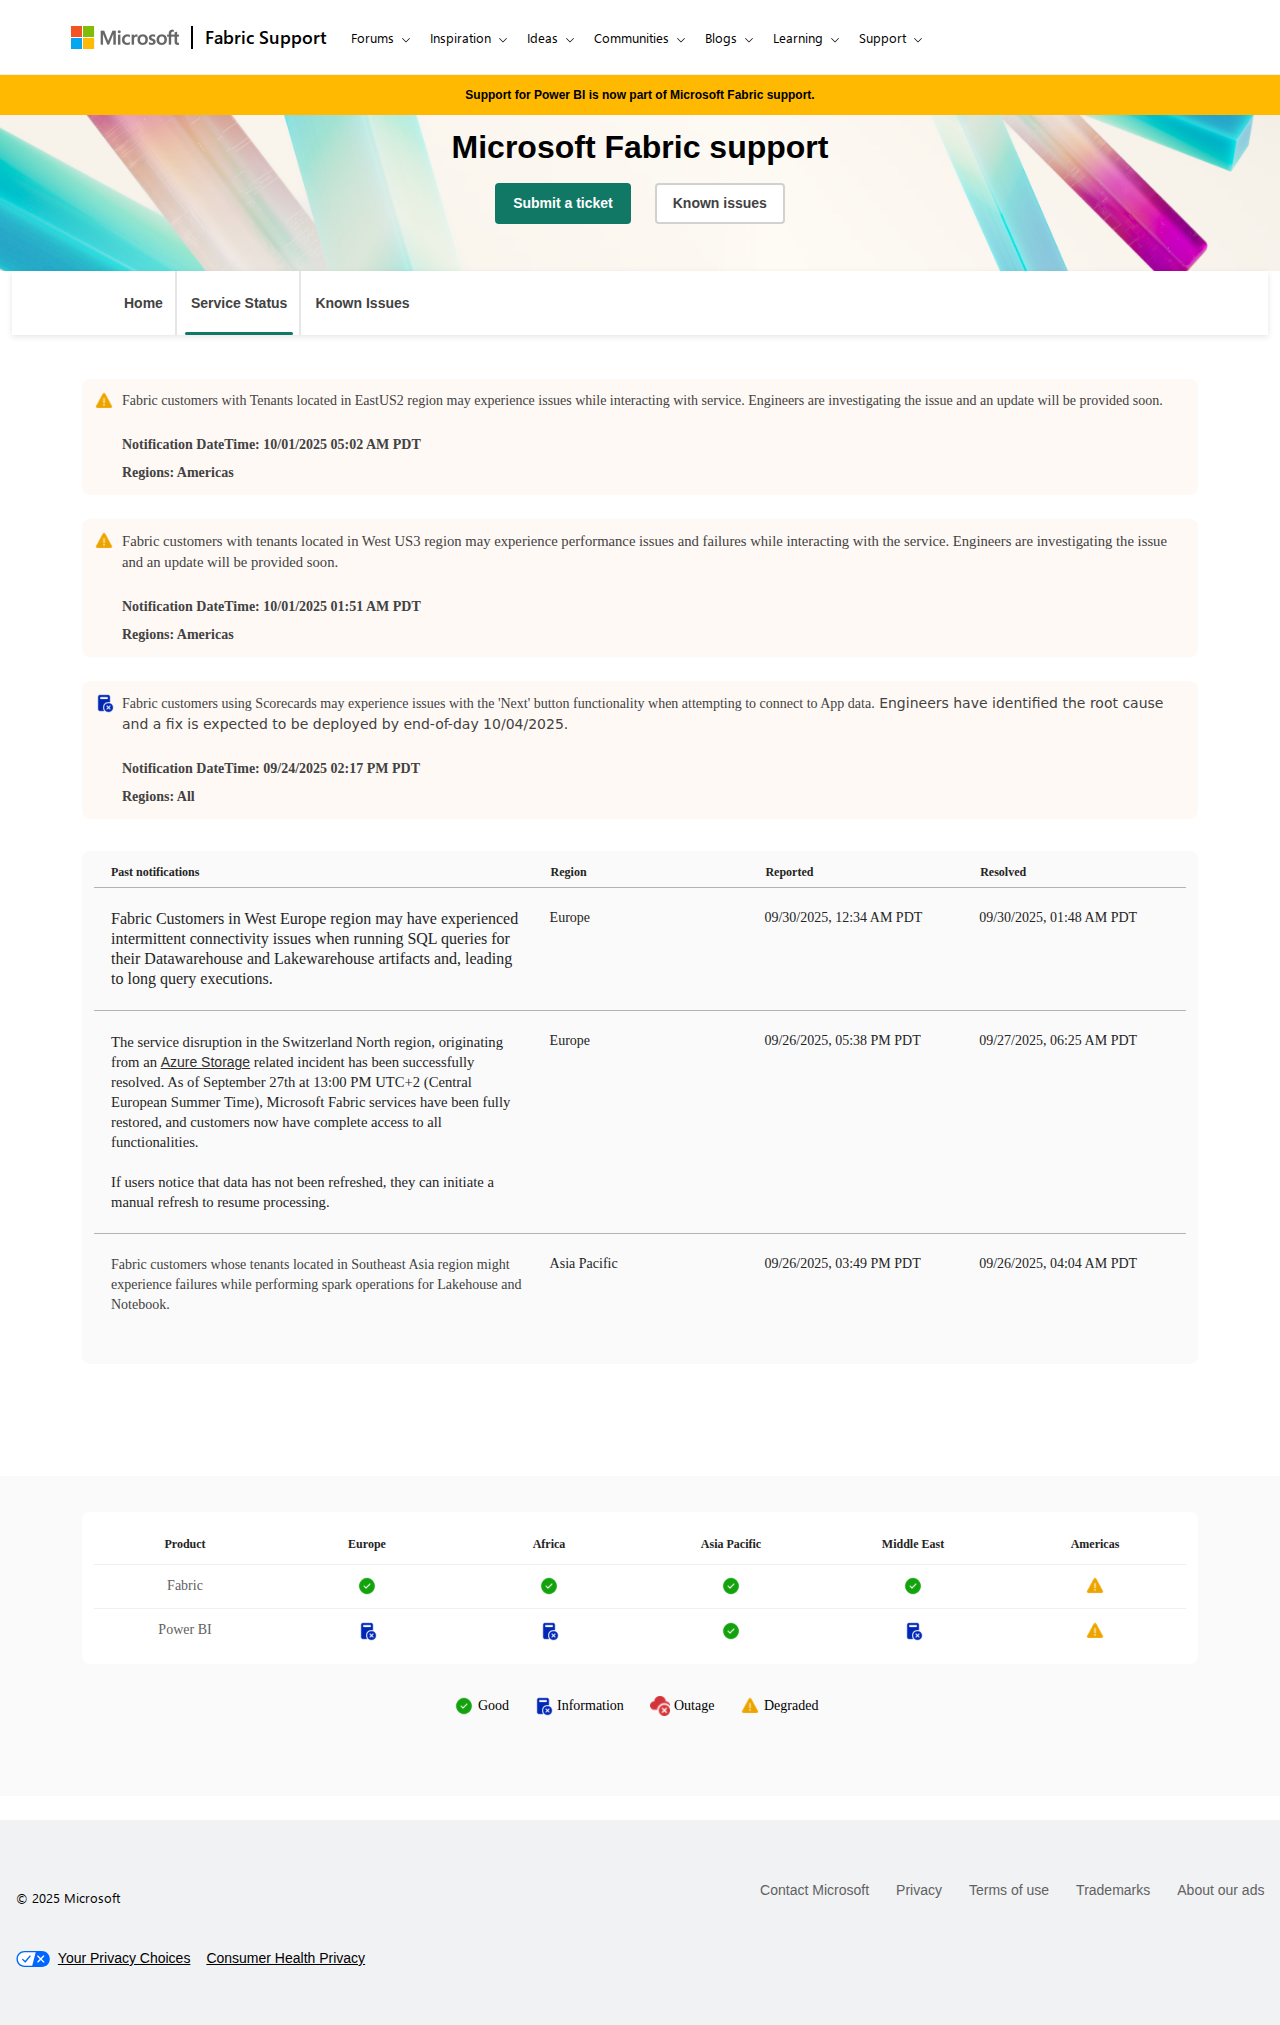 Microsoft
Fabric Support
Forums
Inspiration
Ideas
Communities
Blogs
Learning
Support
Support for Power BI is now part of Microsoft Fabric support.
Microsoft Fabric support
Submit a ticket
Known issues
Home
Service Status
Known Issues
Fabric customers with Tenants located in EastUS2 region may experience issues while interacting with service. Engineers are investigating the issue and an update will be provided soon.
Notification DateTime: 10/01/2025 05:02 AM PDT
Regions: Americas
Fabric customers with tenants located in West US3 region may experience performance issues and failures while interacting with the service. Engineers are investigating the issue
and an update will be provided soon.
Notification DateTime: 10/01/2025 01:51 AM PDT
Regions: Americas
Fabric customers using Scorecards may experience issues with the 'Next' button functionality when attempting to connect to App data. Engineers have identified the root cause
and a fix is expected to be deployed by end-of-day 10/04/2025.
Notification DateTime: 09/24/2025 02:17 PM PDT
Regions: All
Past notifications Region Reported Resolved
Fabric Customers in West Europe region may have experienced
intermittent connectivity issues when running SQL queries for
their Datawarehouse and Lakewarehouse artifacts and, leading
to long query executions.
Europe
09/30/2025, 12:34 AM PDT
09/30/2025, 01:48 AM PDT
The service disruption in the Switzerland North region, originating
from an Azure Storage related incident has been successfully
resolved. As of September 27th at 13:00 PM UTC+2 (Central
European Summer Time), Microsoft Fabric services have been fully
restored, and customers now have complete access to all
functionalities.
If users notice that data has not been refreshed, they can initiate a
manual refresh to resume processing.
Europe
09/26/2025, 05:38 PM PDT
09/27/2025, 06:25 AM PDT
Fabric customers whose tenants located in Southeast Asia region might
experience failures while performing spark operations for Lakehouse and
Notebook.
Asia Pacific
09/26/2025, 03:49 PM PDT
09/26/2025, 04:04 AM PDT
Product Europe Africa Asia Pacific Middle East Americas
Fabric
Power BI
Good
Information
Outage
Degraded
© 2025 Microsoft
Contact Microsoft
Privacy
Terms of use
Trademarks
About our ads
Your Privacy Choices
Consumer Health Privacy